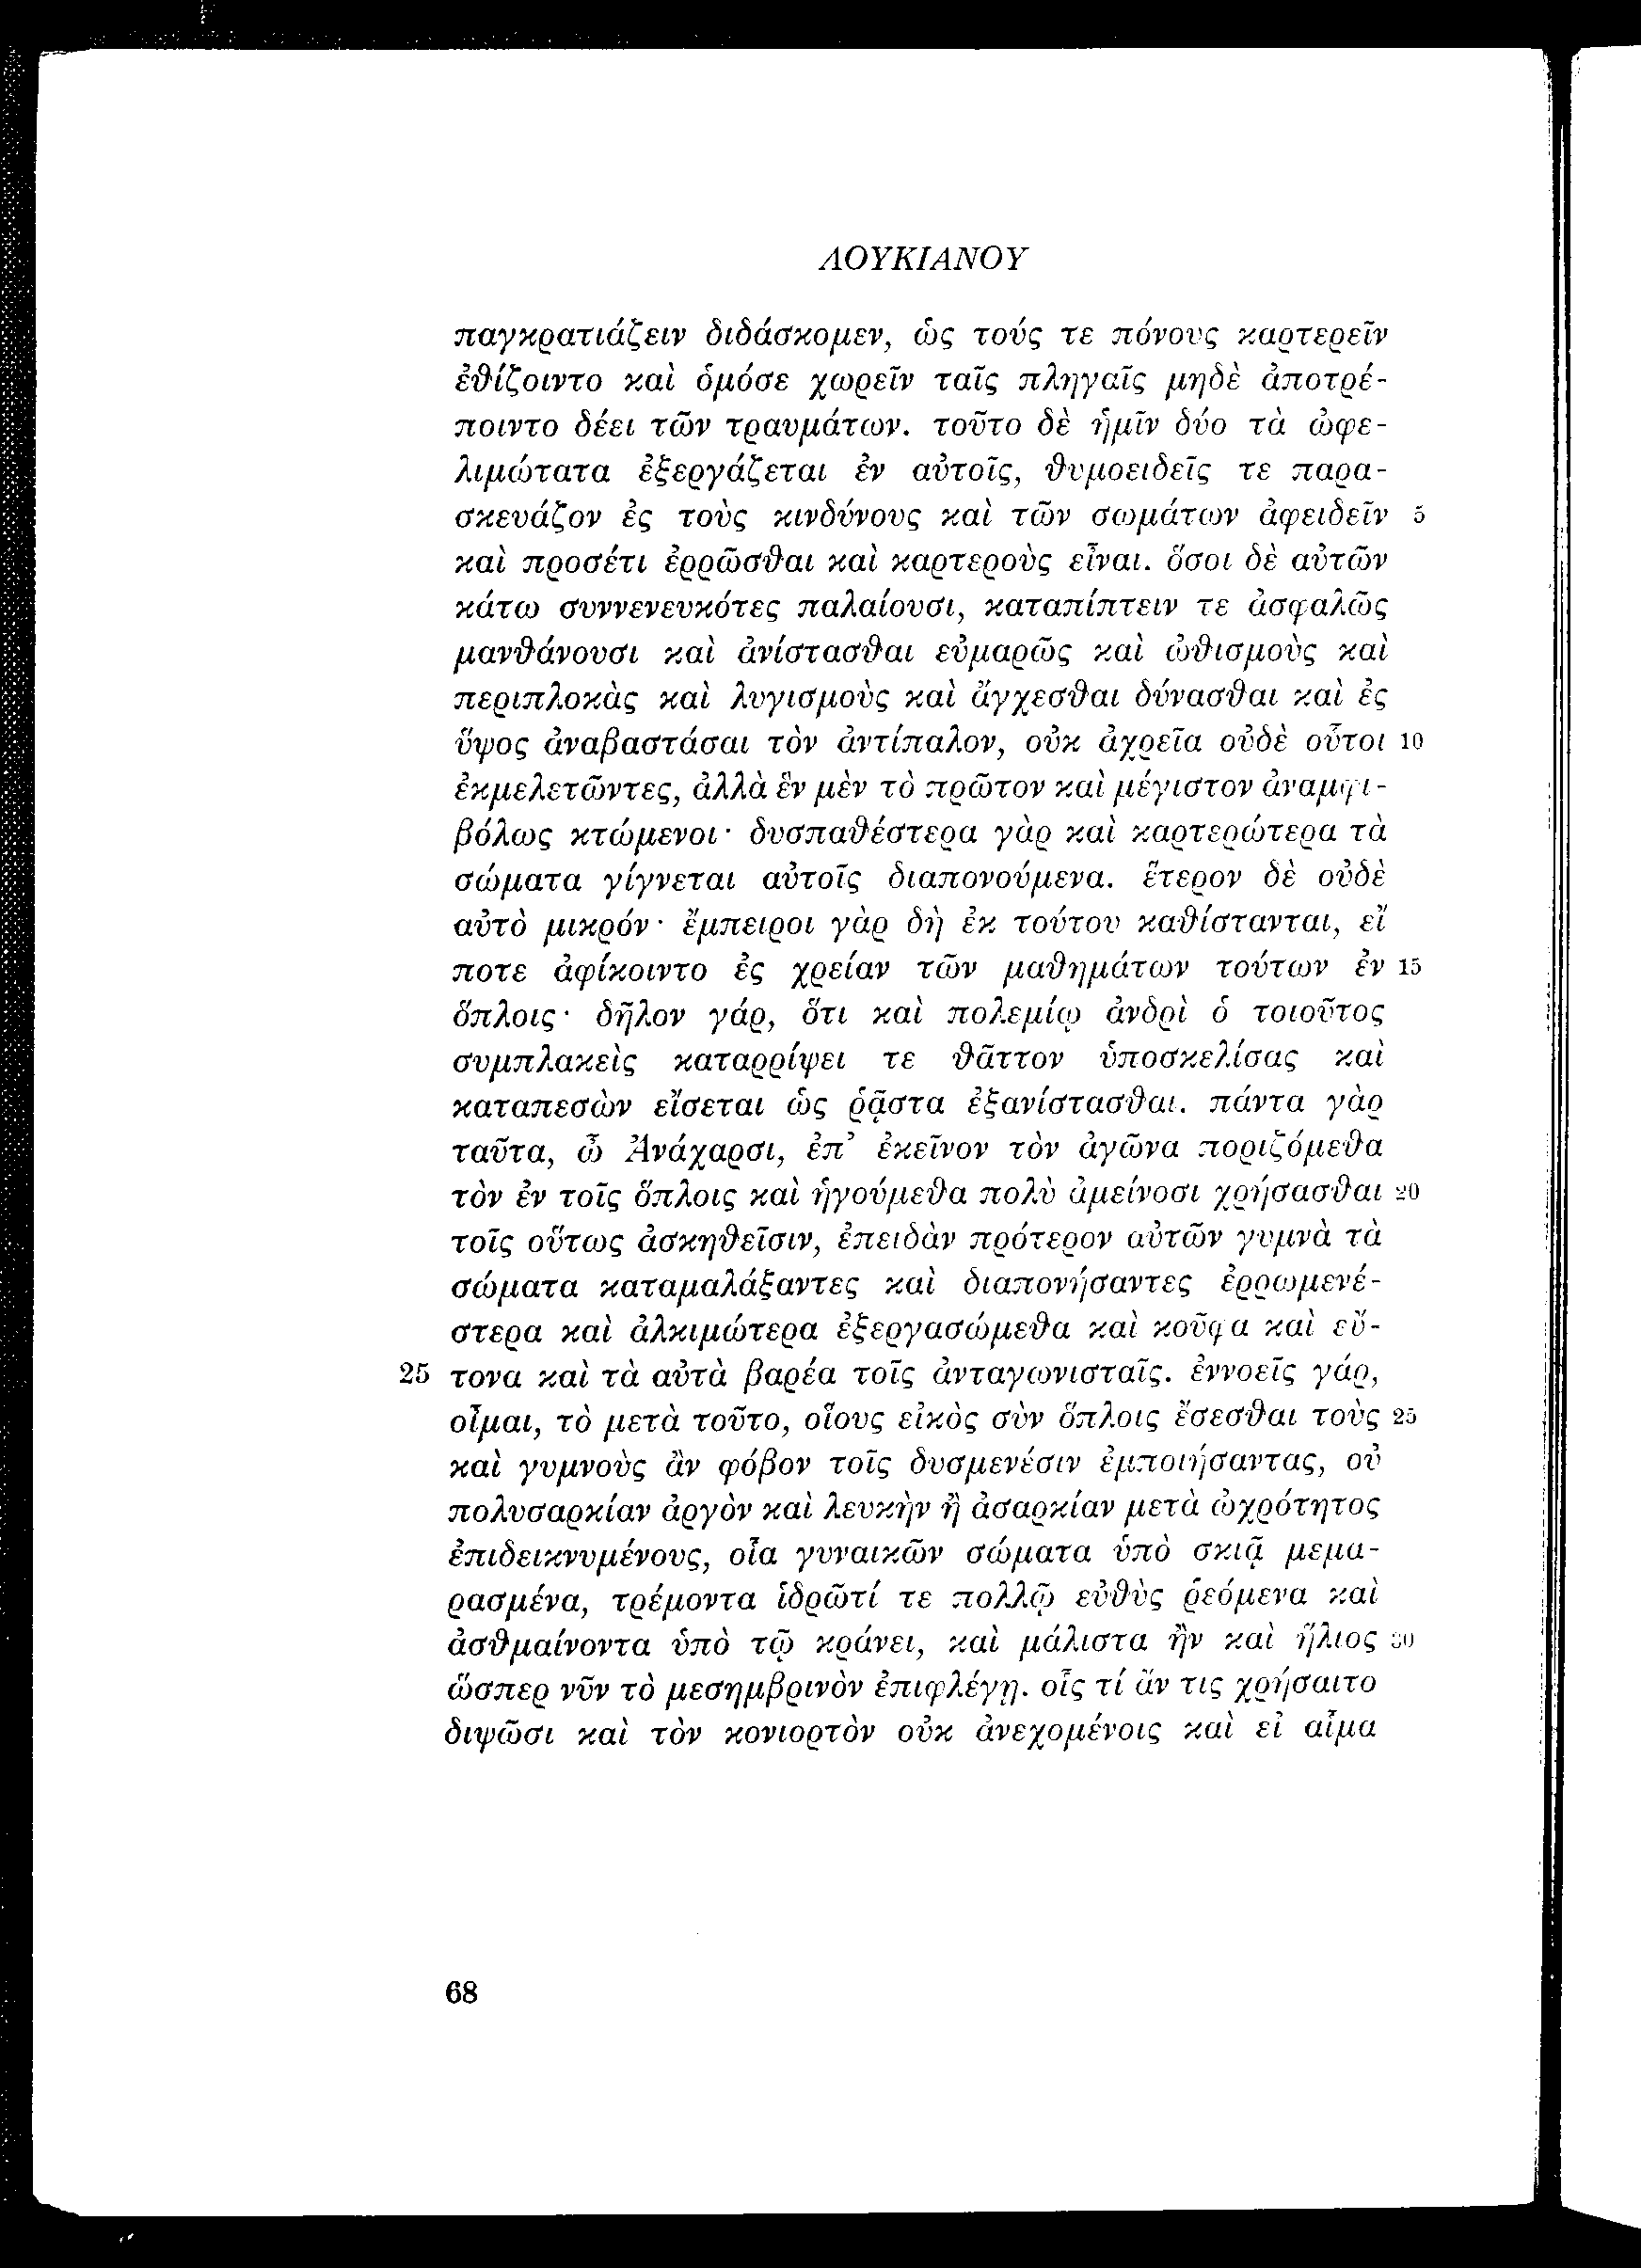 ΛΟΥΚΙΑΝΟΥ
παγκρατιάζειν διδάσκομεν, ὡς τούς τε πόνους καρτερεῖν
ἐθίζοιντο καὶ ὁμόσε χωρεῖν ταῖς πληγαῖς μηδὲ ἀποτρέ-
ποιντο δέει τῶν τραυμάτων. τοῦτο δὲ ἡμῖν δύο τὰ ὠφε-
λιμώτατα ἐξεργάζεται ἐν αὐτοῖς, θυμοειδεῖς τε παρα-
σκευάζον ἐς τοὺς κινδύνους καὶ τῶν σωμάτων ἀφειδεῖν 5
καὶ προσέτι ἐρρῶσθαι καὶ καρτεροὺς εἶναι. ὅσοι δὲ αὐτῶν
κάτω συννενευκότες παλαίουσι, καταπίπτειν τε ἀσφαλῶς
μανθάνουσι καὶ ἀνίστασθαι εὐμαρῶς καὶ ὠθισμοὺς καὶ
περιπλοκὰς καὶ λυγισμοὺς καὶ ἄγχεσθαι δύνασθαι καὶ ἐς
ὕψος ἀναβαστάσαι τὸν ἀντίπαλον, οὐκ ἀχρεῖα οὐδὲ οὗτοι 10
ἐκμελετῶντες, ἀλλὰ ἓν μὲν τὸ πρῶτον καὶ μέγιστον ἀναμφι-
βόλως κτώμενοι· δυσπαθέστερα γὰρ καὶ καρτερώτερα τὰ
σώματα γίγνεται αὐτοῖς διαπονούμενα. ἕτερον δὲ οὐδὲ
αὐτὸ μικρόν· ἔμπειροι γὰρ δὴ ἐκ τούτου καθίστανται, εἴ
ποτε ἀφίκοιντο ἐς χρείαν τῶν μαθημάτων τούτων ἐν 15
ὅπλοις· δῆλον γάρ, ὅτι καὶ πολεμίῳ ἀνδρὶ ὁ τοιοῦτος
συμπλακεὶς καταρρίψει τε θᾶττον ὑποσκελίσας καὶ
καταπεσὼν εἴσεται ὡς ῥᾷστα ἐξανίστασθαι. πάντα γὰρ
ταῦτα, ὦ Ἀνάχαρσι, ἐπ’ ἐκεῖνον τὸν ἀγῶνα ποριζόμεθα
τὸν ἐν τοῖς ὅπλοις καὶ ἡγούμεθα πολὺ ἀμείνοσι χρήσασθαι 20
τοῖς οὕτως ἀσκηθεῖσιν, ἐπειδὰν πρότερον αὐτῶν γυμνὰ τὰ
σώματα καταμαλάξαντες καὶ διαπονήσαντες ἐρρωμενέ-
στερα καὶ ἀλκιμώτερα ἐξεργασώμεθα καὶ κοῦφα καὶ εὔ-
25 τονα καὶ τὰ αὐτὰ βαρέα τοῖς ἀνταγωνισταῖς. ἐννοεῖς γάρ,
οἶμαι, τὸ μετὰ τοῦτο, οἵους εἰκὸς σὺν ὅπλοις ἔσεσθαι τοὺς 25
καὶ γυμνοὺς ἂν φόβον τοῖς δυσμενέσιν ἐμποιήσαντας, οὐ
πολυσαρκίαν ἀργὸν καὶ λευκὴν ἢ ἀσαρκίαν μετὰ ὠχρότητος
ἐπιδεικνυμένους, οἷα γυναικῶν σώματα ὑπὸ σκιᾷ μεμα-
ρασμένα, τρέμοντα ἱδρῶτί τε πολλῷ εὐθὺς ῥεόμενα καὶ
ἀσθμαίνοντα ὑπὸ τῷ κράνει, καὶ μάλιστα ἢν καὶ ἥλιος 30
ὥσπερ νῦν τὸ μεσημβρινὸν ἐπιφλέγῃ. οἷς τί ἄν τις χρήσαιτο
διψῶσι καὶ τὸν κονιορτὸν οὐκ ἀνεχομένοις καὶ εἰ αἷμα
68